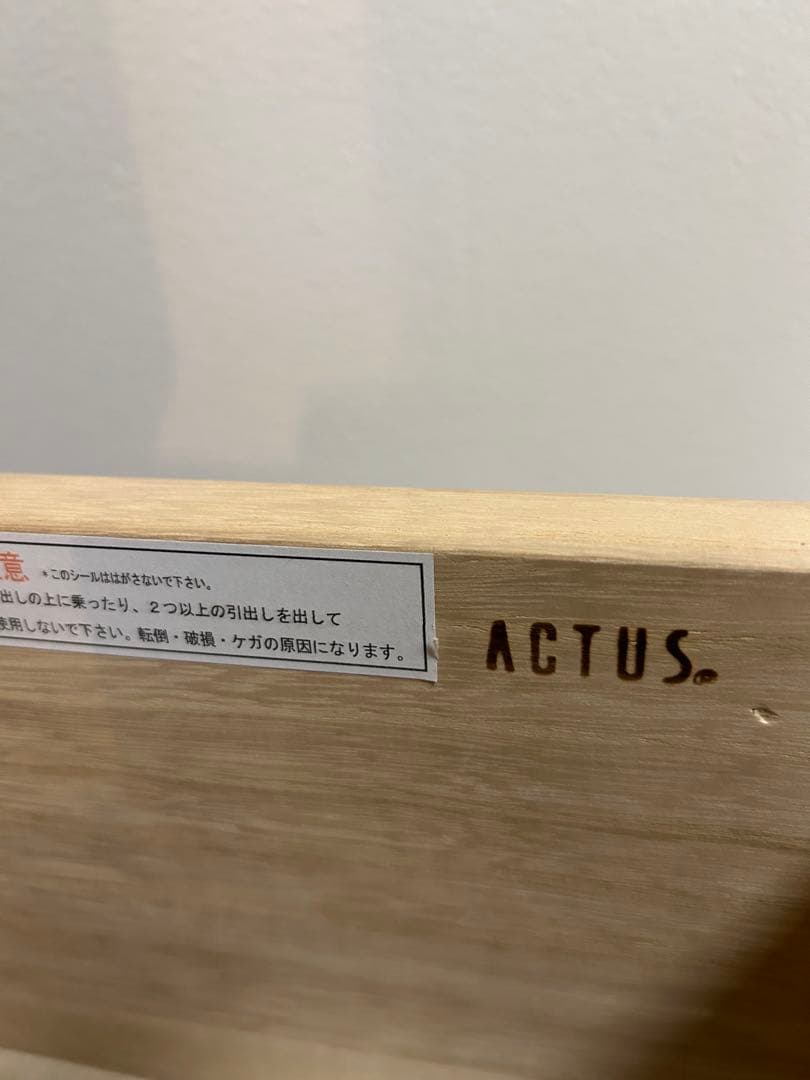 意 *このシールははがさないで下さい。
出しの上に乗ったり、２つ以上の引出しを出して
使用しないで下さい。転倒・破損・ケガの原因になります。
ACTUS®